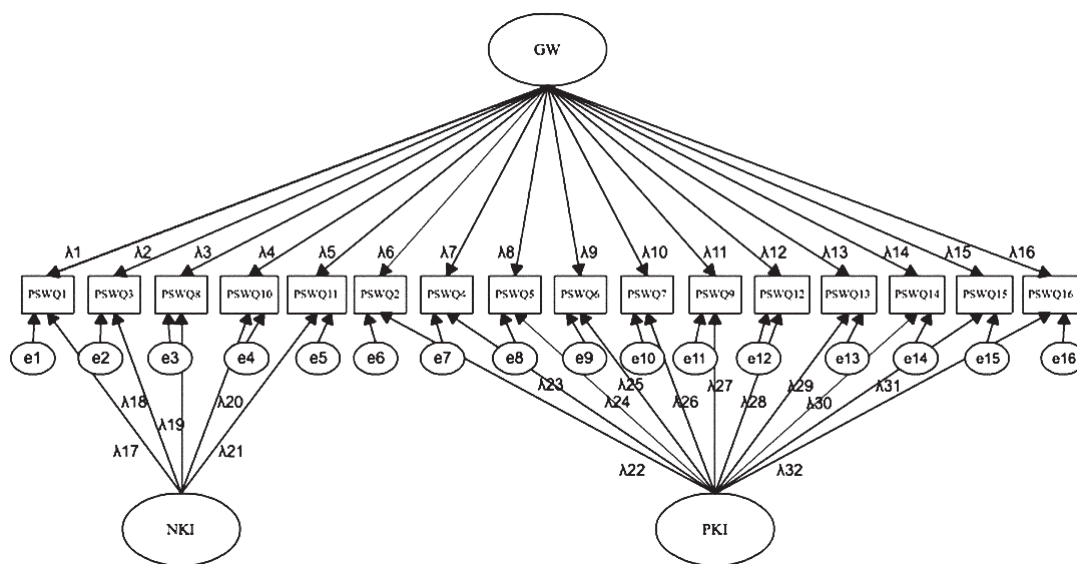 GW
λ1 λ2 λ3 λ4 λ5 λ6 λ7 λ8 λ9 λ10 λ11 λ12 λ13 λ14 λ15 λ16
PSWQ1 PSWQ3 PSWQ8 PSWQ10 PSWQ11 PSWQ2 PSWQ4 PSWQ5 PSWQ6 PSWQ7 PSWQ9 PSWQ12 PSWQ13 PSWQ14 PSWQ15 PSWQ16
e1 e2 e3 e4 e5 e6 e7 e8 e9 e10 e11 e12 e13 e14 e15 e16
λ23 λ25 λ27 λ29 λ31
λ18 λ20 λ24 λ26 λ28 λ30
λ19
λ17 λ21
λ22 λ32
NKI PKI